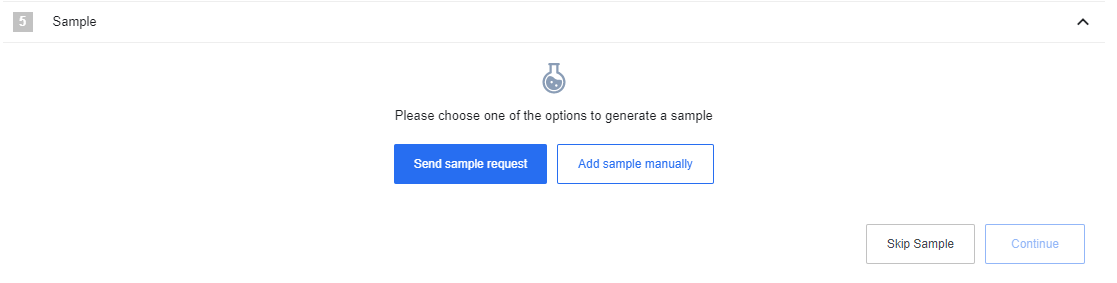 5 Sample
Please choose one of the options to generate a sample
Send sample request Add sample manually
Skip Sample Continue